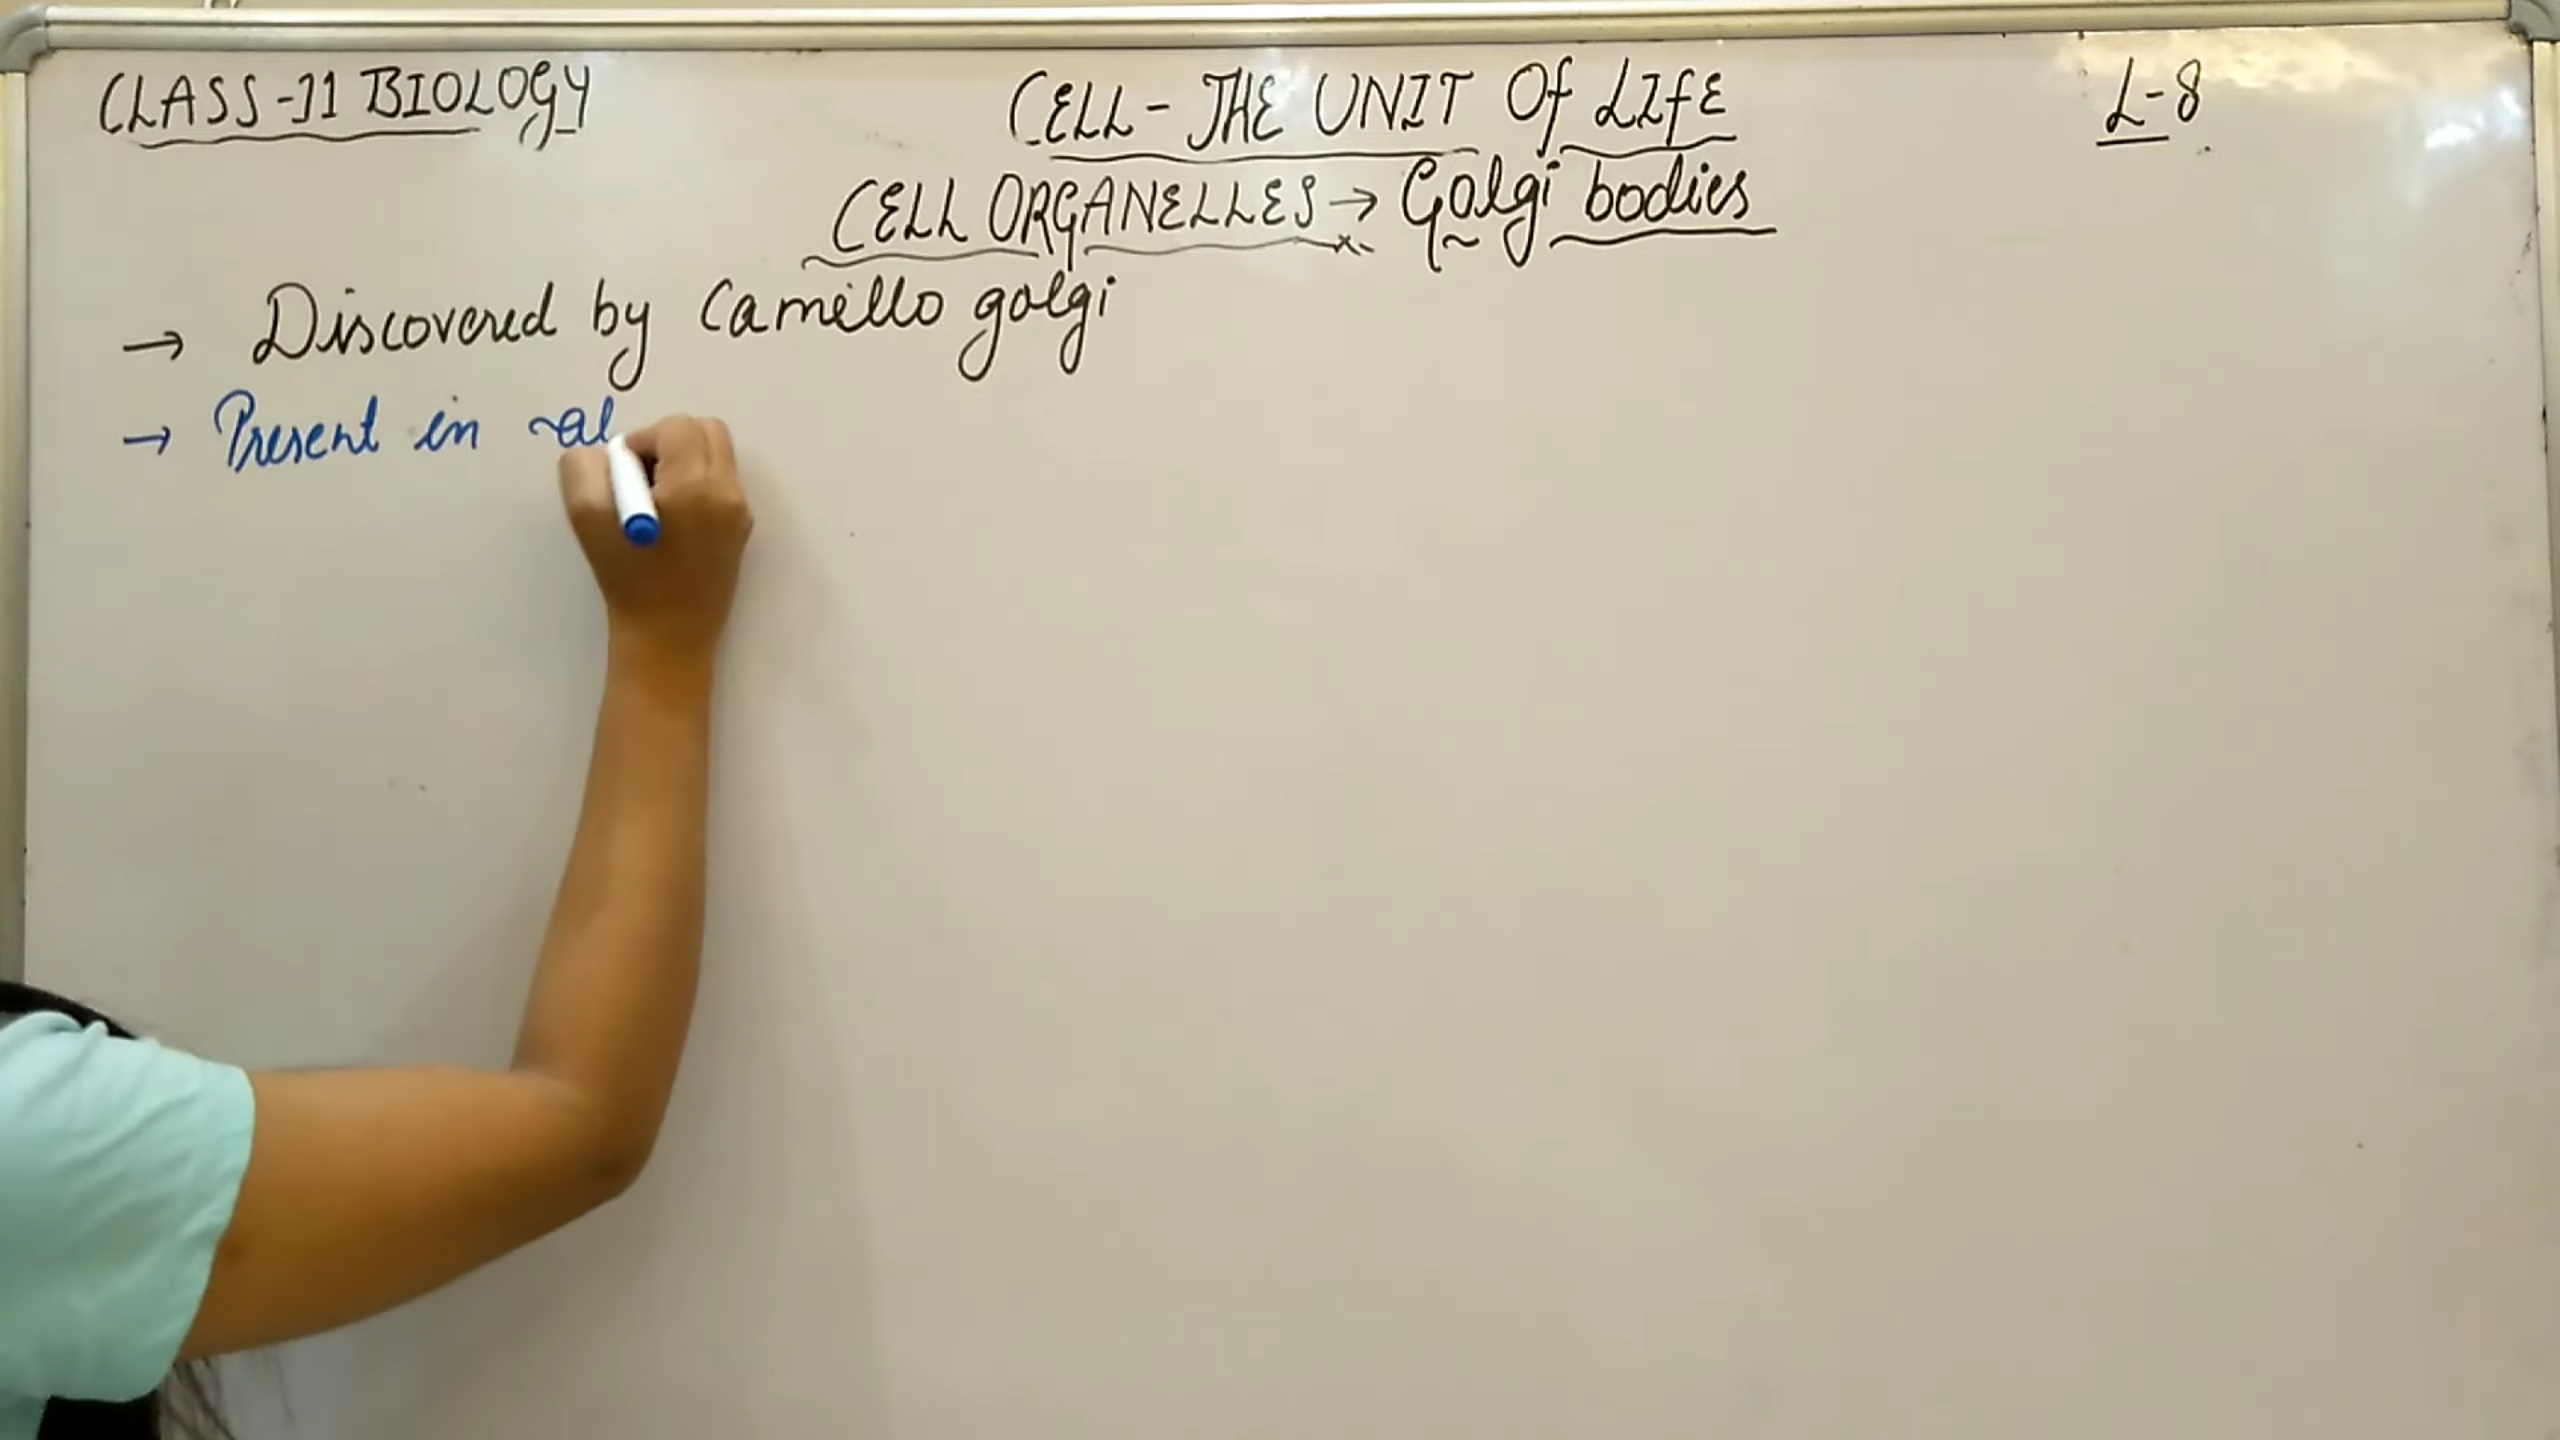 CLASS-11 BIOLOGY
CELL - THE UNIT Of LIfE
L-8
CELL ORGANELLES → Golgi bodies
→ Discovered by Camillo golgi
→ Present in al